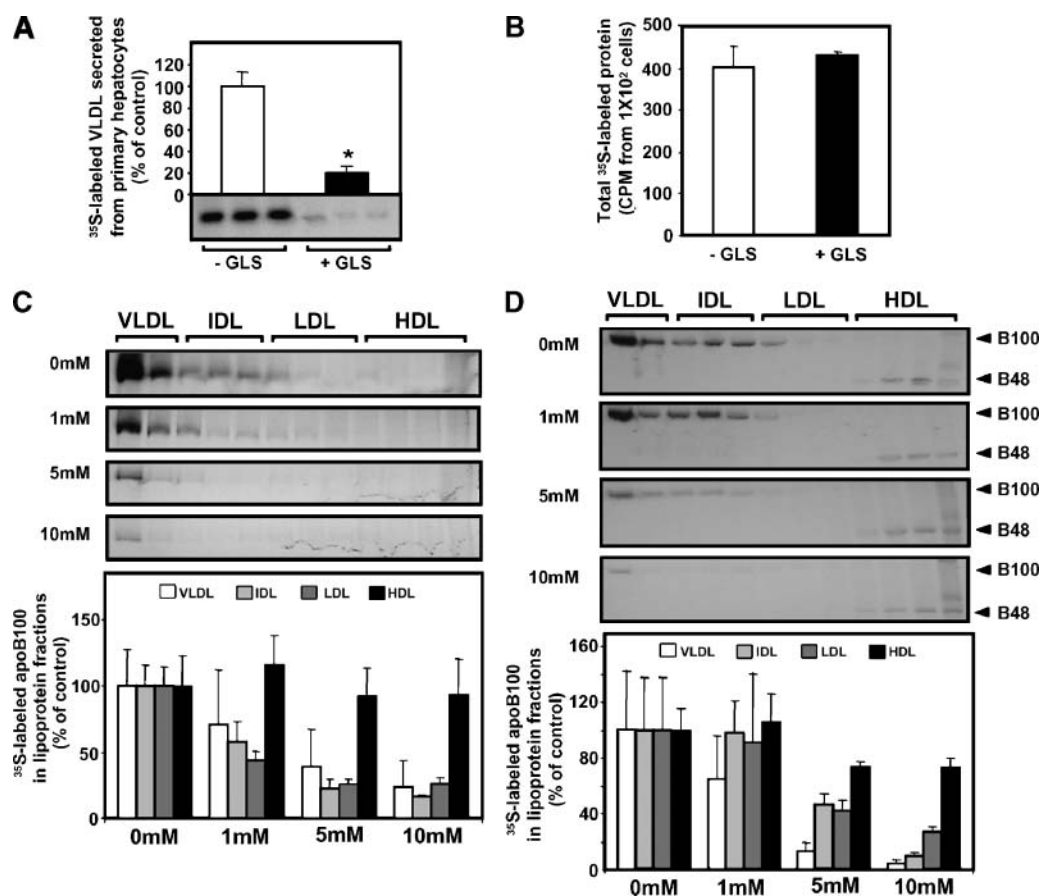 A
³⁵S-labeled VLDL secreted
from primary hepatocytes
(% of control)
120
100
80
60
40
20
0
*
- GLS + GLS
B
Total ³⁵S-labeled protein
(CPM from 1X10² cells)
500
400
300
200
100
0
- GLS + GLS
C
VLDL IDL LDL HDL
0mM
1mM
5mM
10mM
³⁵S-labeled apoB100
in lipoprotein fractions
(% of control)
VLDL IDL LDL HDL
150
100
50
0
0mM 1mM 5mM 10mM
D
VLDL IDL LDL HDL
0mM
B100
B48
1mM
B100
B48
5mM
B100
B48
10mM
B100
B48
³⁵S-labeled apoB100
in lipoprotein fractions
(% of control)
VLDL IDL LDL HDL
160
120
80
40
0
0mM 1mM 5mM 10mM